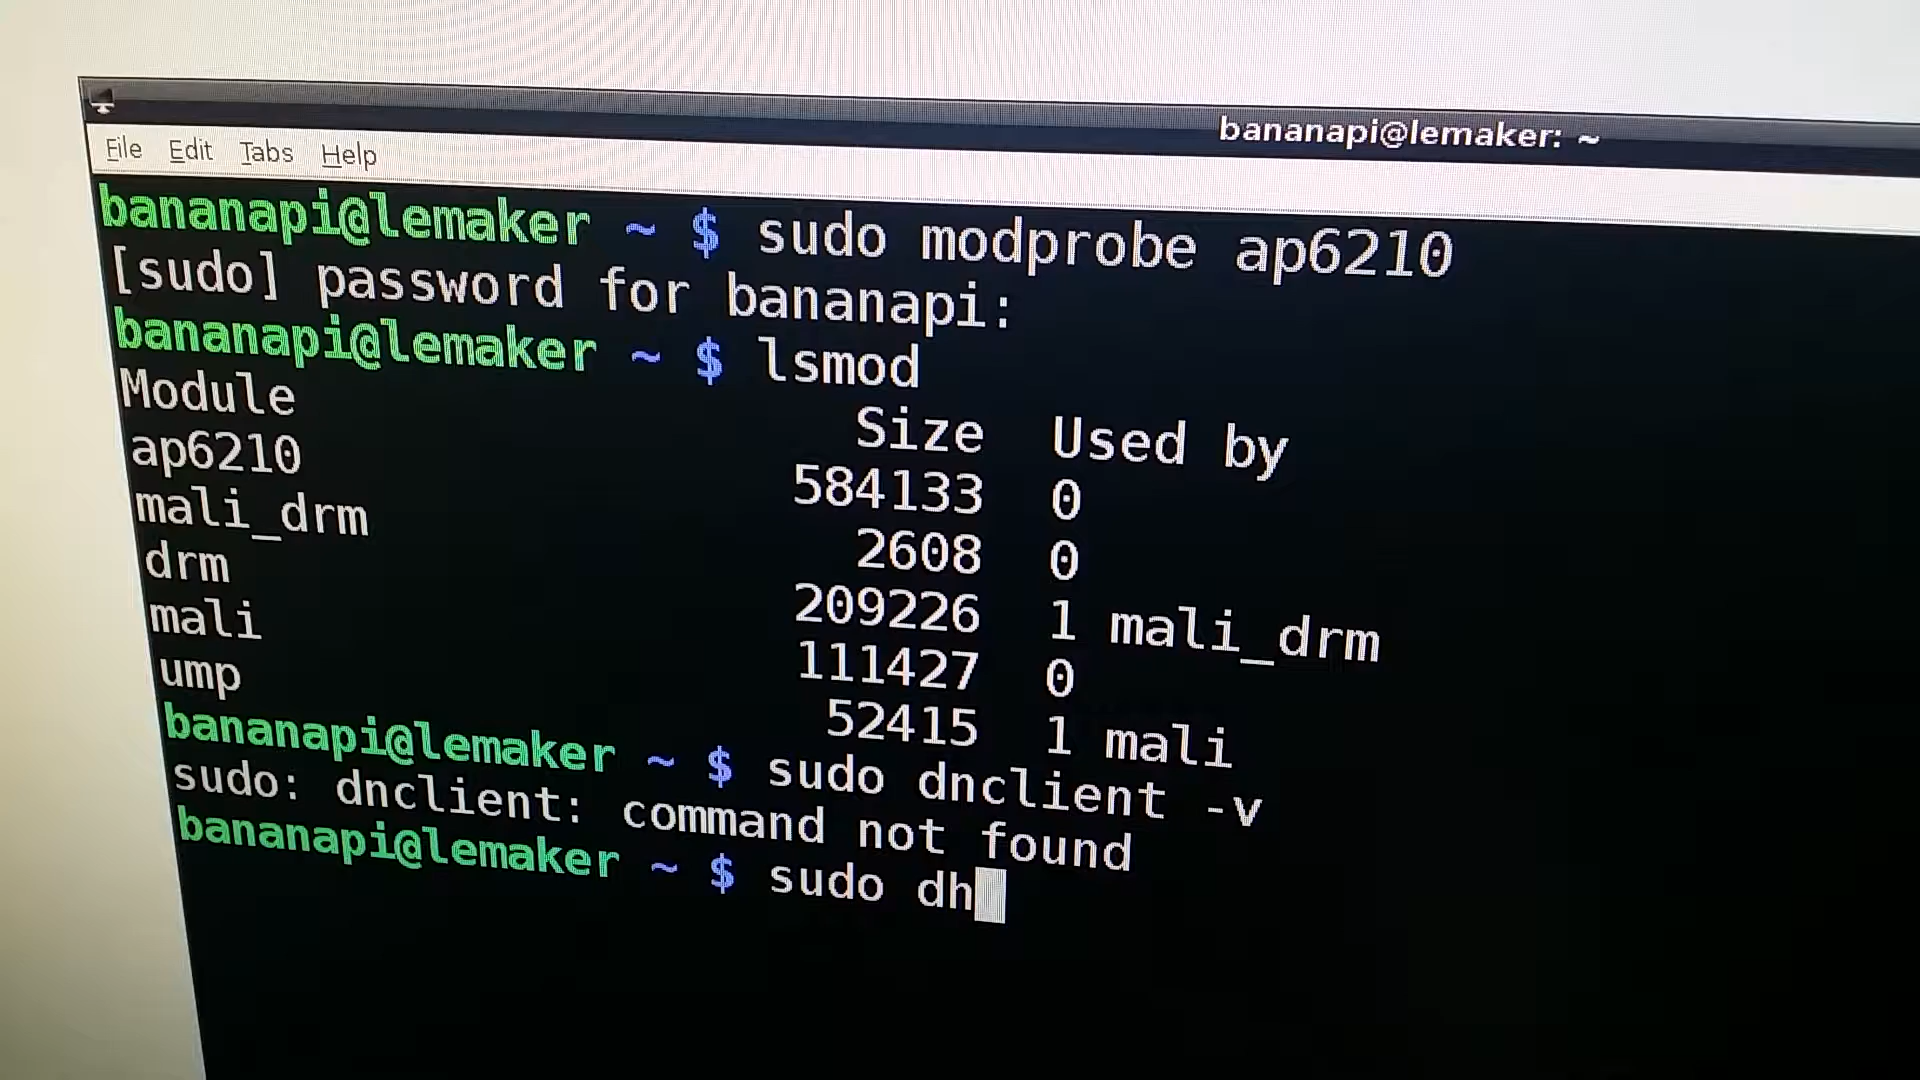 bananapi@lemaker: ~
File Edit Tabs Help
bananapi@lemaker ~ $ sudo modprobe ap6210
[sudo] password for bananapi:
bananapi@lemaker ~ $ lsmod
Module Size Used by
ap6210 584133 0
mali_drm 2608 0
drm 209226 1 mali_drm
mali 111427 0
ump 52415 1 mali
bananapi@lemaker ~ $ sudo dnclient -v
sudo: dnclient: command not found
bananapi@lemaker ~ $ sudo dh